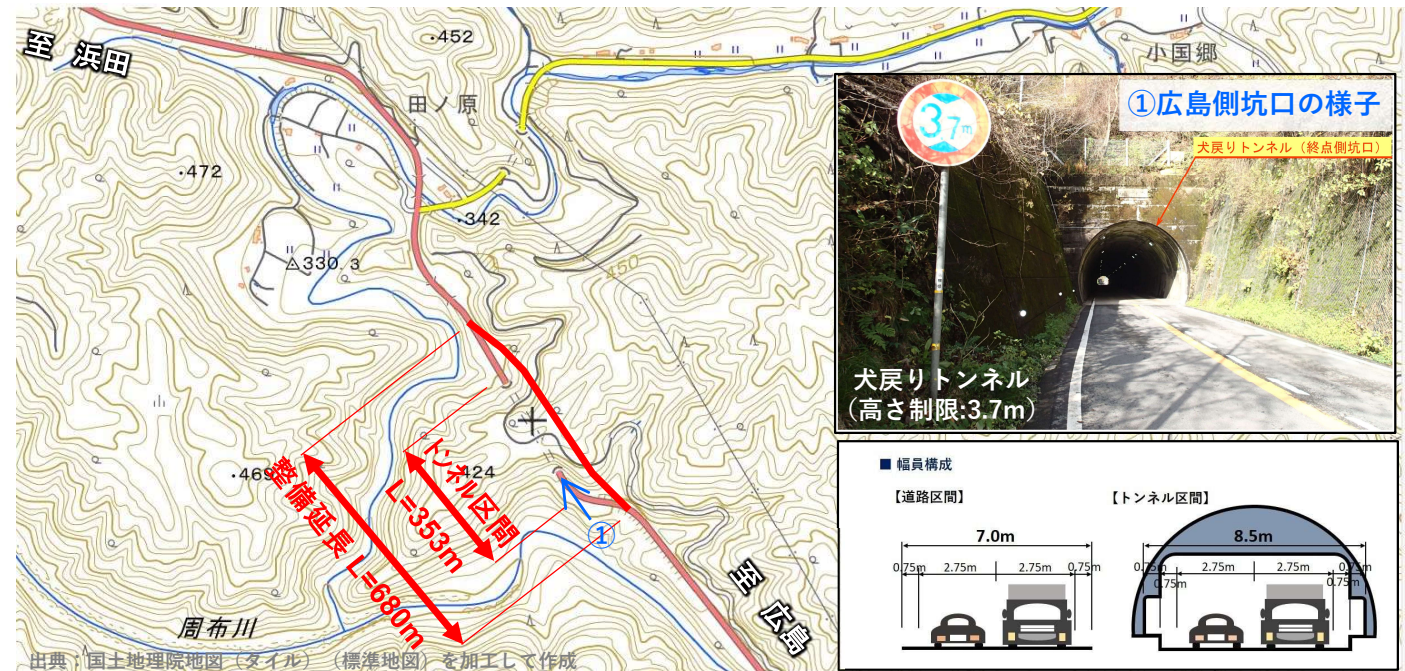 至 浜田
・452
小国郷
田ノ原
・472
・342
△330.3
450
・469
・424
整備延長 L=680m
トンネル区間
L=353m
①
至 広島
周布川
出典：国土地理院地図（タイル）（標準地図）を加工して作成
①広島側坑口の様子
3.7m
犬戻りトンネル（終点側坑口）
犬戻りトンネル
（高さ制限:3.7m）
■ 幅員構成
【道路区間】
7.0m
0.75m 2.75m 2.75m 0.75m
【トンネル区間】
8.5m
0.75m 2.75m 2.75m 0.75m
0.75m 0.75m